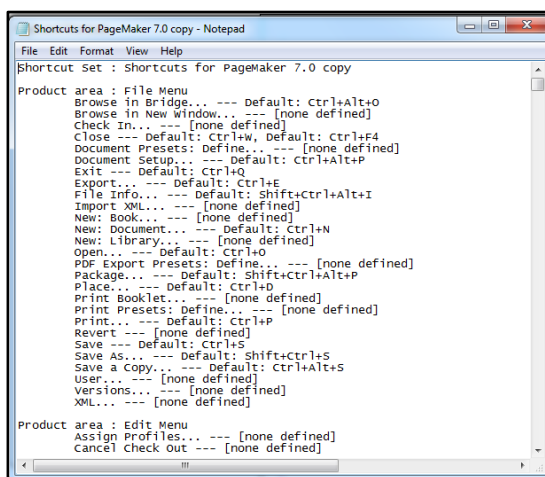 Shortcuts for PageMaker 7.0 copy - Notepad
File Edit Format View Help
Shortcut Set : Shortcuts for PageMaker 7.0 copy
Product area : File Menu
Browse in Bridge... --- Default: Ctrl+Alt+O
Browse in New Window... --- [none defined]
Check In... --- [none defined]
Close --- Default: Ctrl+W, Default: Ctrl+F4
Document Presets: Define... --- [none defined]
Document Setup... --- Default: Ctrl+Alt+P
Exit --- Default: Ctrl+Q
Export... --- Default: Ctrl+E
File Info... --- Default: Shift+Ctrl+Alt+I
Import XML... --- [none defined]
New: Book... --- [none defined]
New: Document... --- Default: Ctrl+N
New: Library... --- [none defined]
Open... --- Default: Ctrl+O
PDF Export Presets: Define... --- [none defined]
Package... --- Default: Shift+Ctrl+Alt+P
Place... --- Default: Ctrl+D
Print Booklet... --- [none defined]
Print Presets: Define... --- [none defined]
Print... --- Default: Ctrl+P
Revert --- [none defined]
Save --- Default: Ctrl+S
Save As... --- Default: Shift+Ctrl+S
Save a Copy... --- Default: Ctrl+Alt+S
User... --- [none defined]
Versions... --- [none defined]
XML... --- [none defined]
Product area : Edit Menu
Assign Profiles... --- [none defined]
Cancel Check Out --- [none defined]